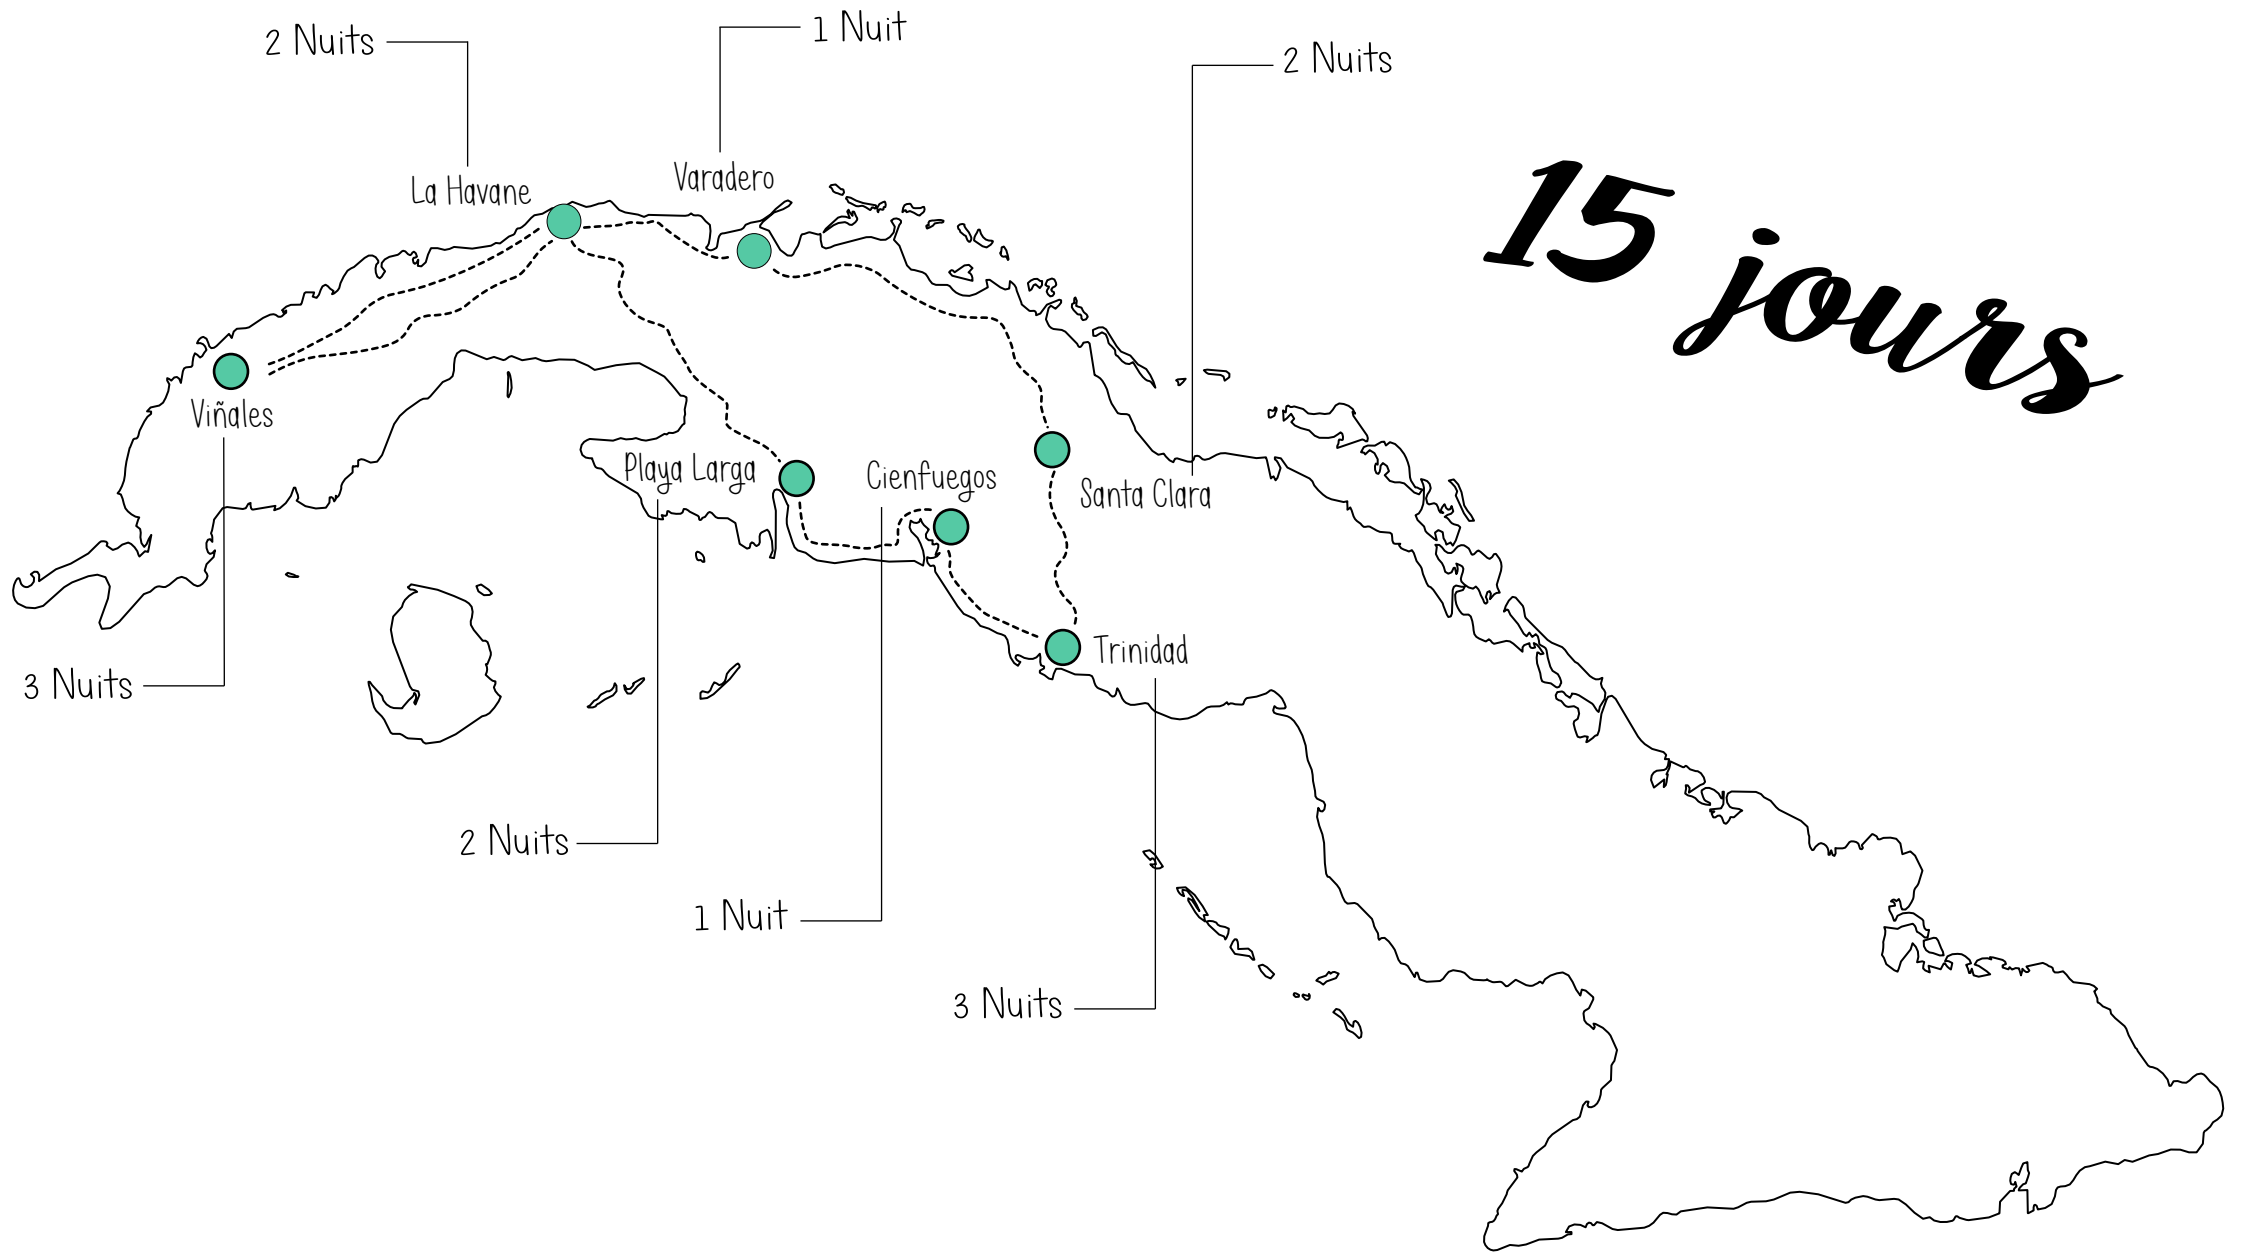 2 Nuits
1 Nuit
2 Nuits
15 jours
La Havane
Varadero
Viñales
Playa Larga
Cienfuegos
Santa Clara
Trinidad
3 Nuits
2 Nuits
1 Nuit
3 Nuits